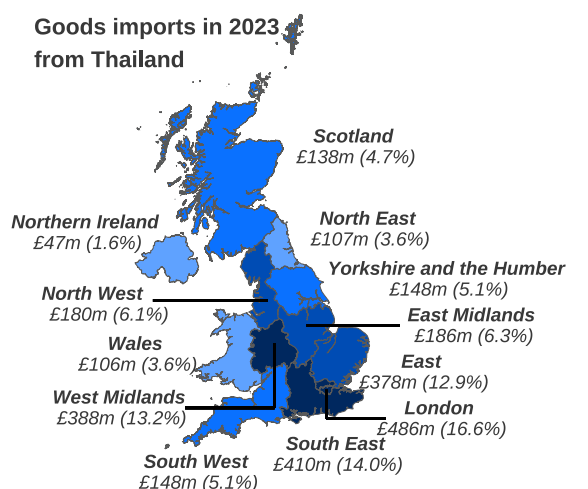 Goods imports in 2023
from Thailand
Scotland
£138m (4.7%)
Northern Ireland
£47m (1.6%)
North East
£107m (3.6%)
Yorkshire and the Humber
£148m (5.1%)
North West
£180m (6.1%)
East Midlands
£186m (6.3%)
Wales
£106m (3.6%)
East
£378m (12.9%)
West Midlands
£388m (13.2%)
London
£486m (16.6%)
South East
£410m (14.0%)
South West
£148m (5.1%)